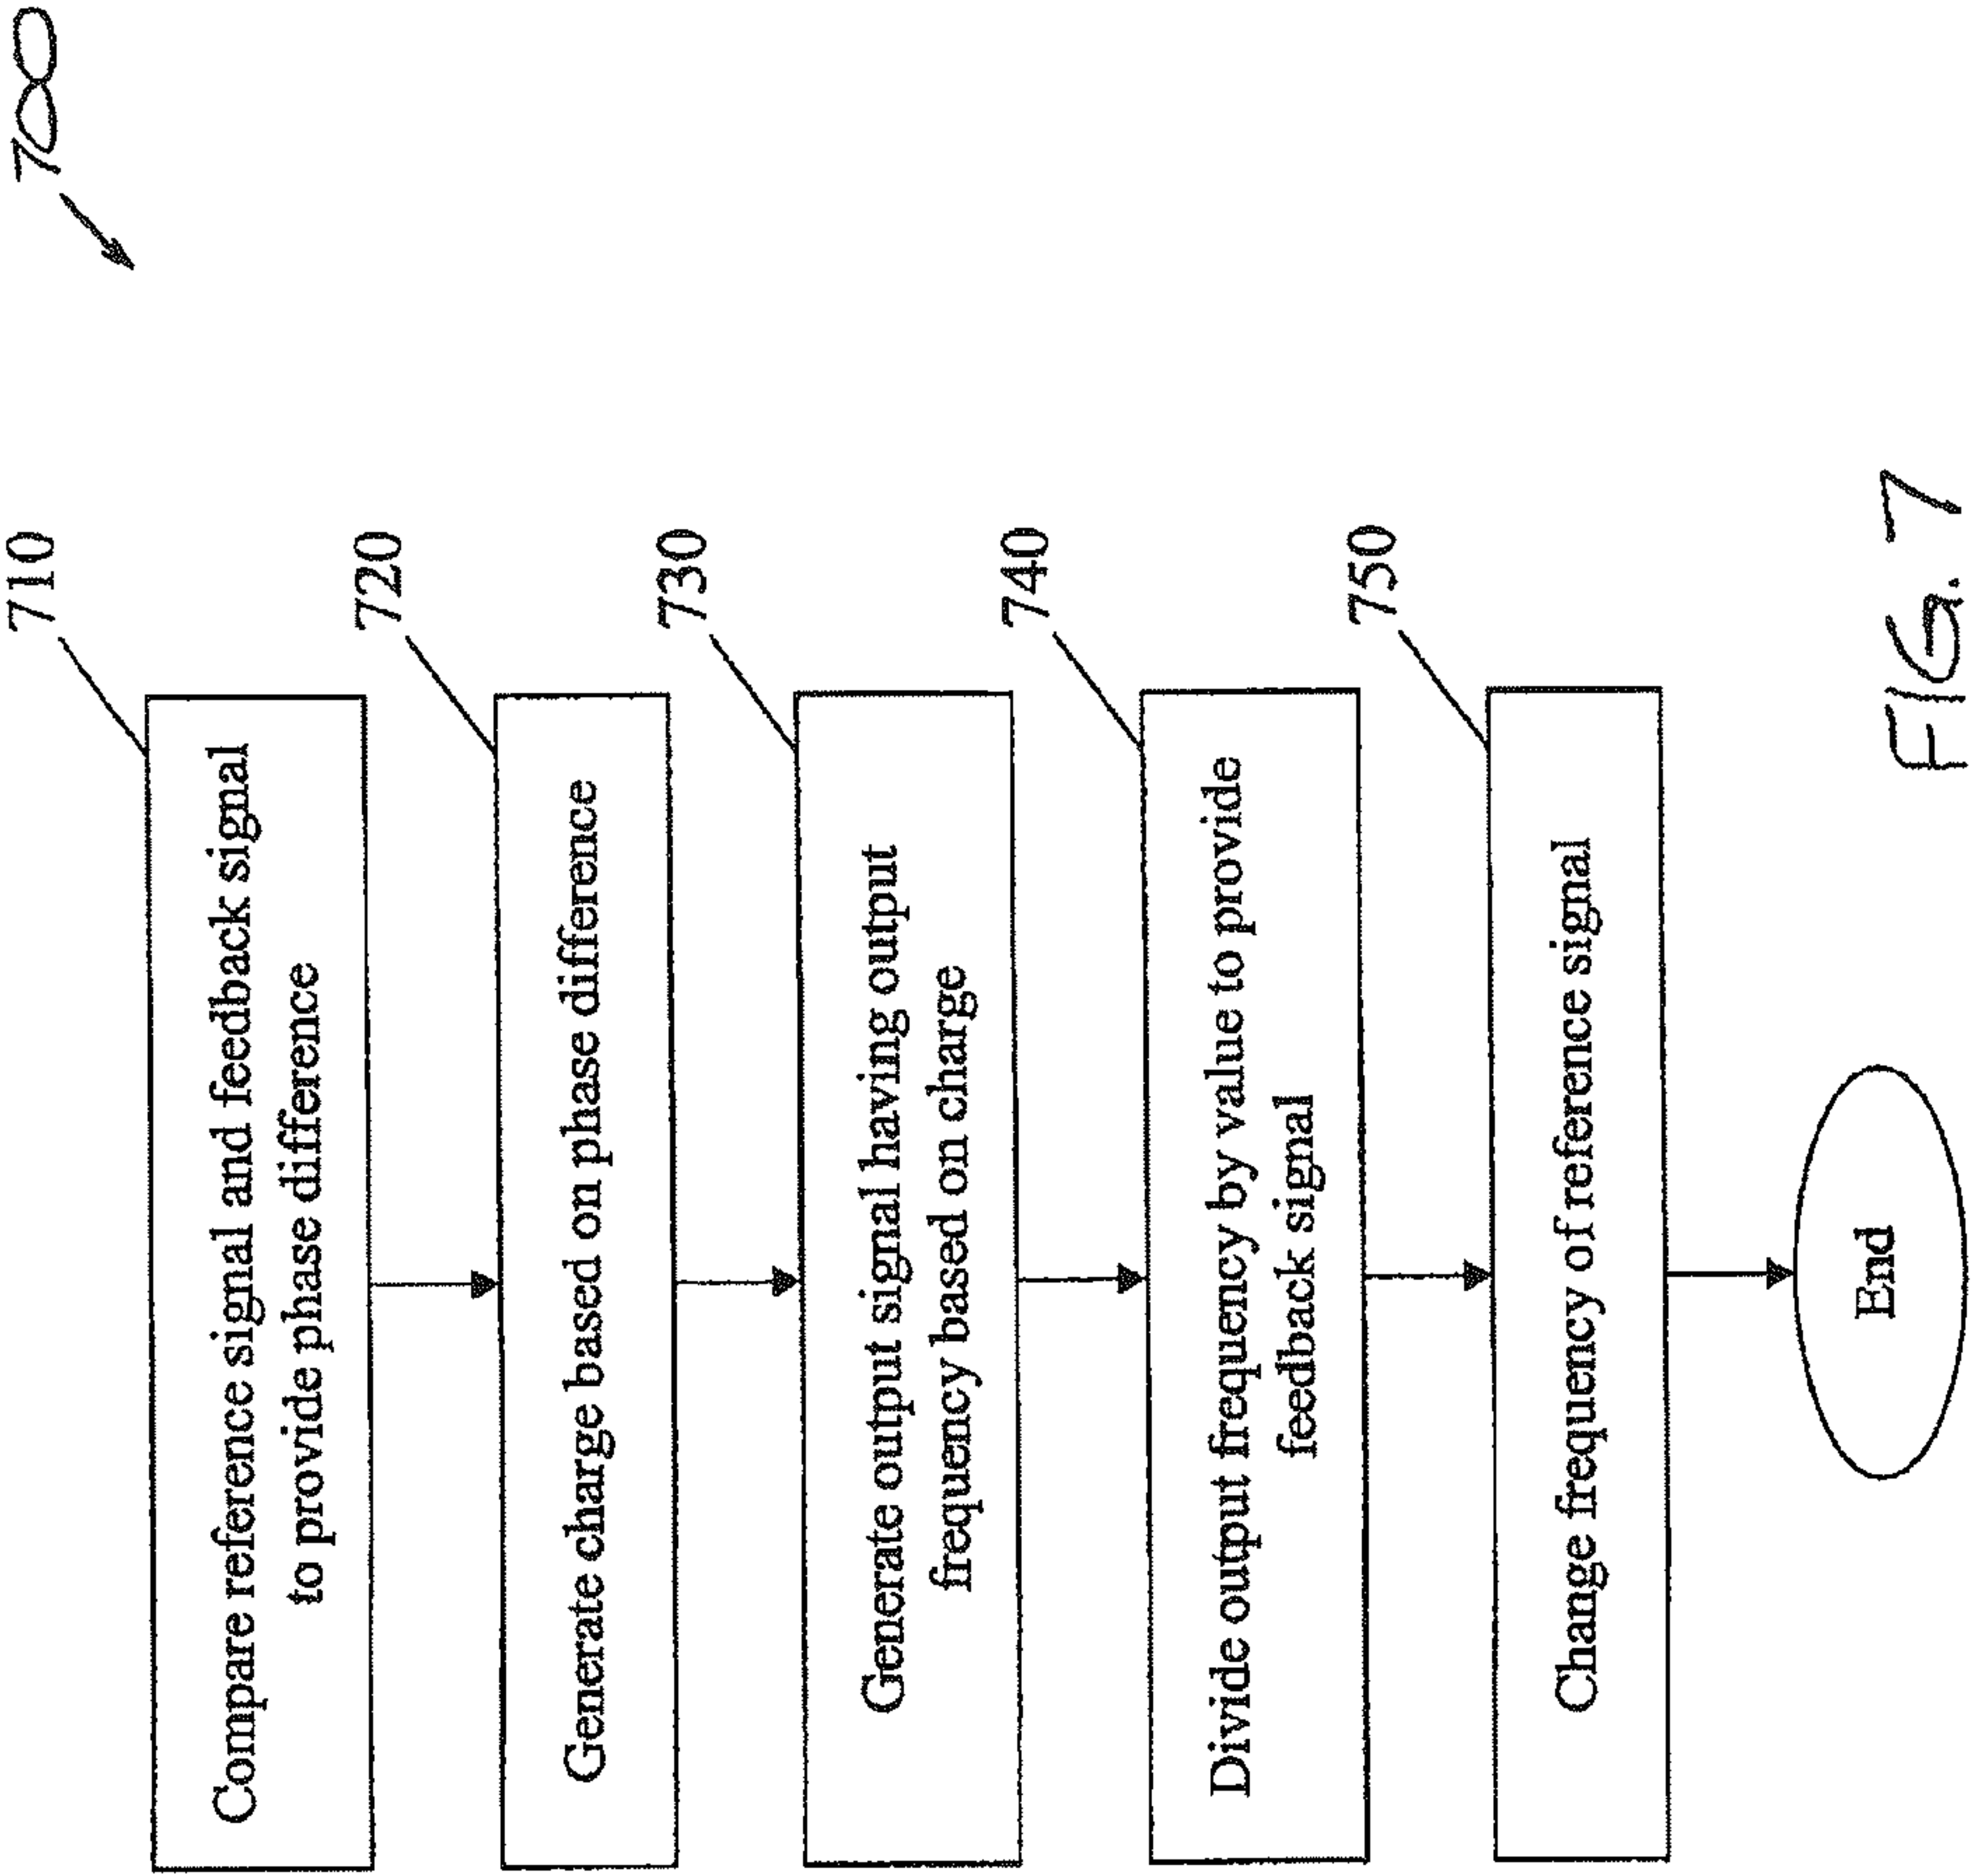 700
710
Compare reference signal and feedback signal
to provide phase difference
720
Generate charge based on phase difference
730
Generate output signal having output
frequency based on charge
740
Divide output frequency by value to provide
feedback signal
750
Change frequency of reference signal
End
FIG. 7